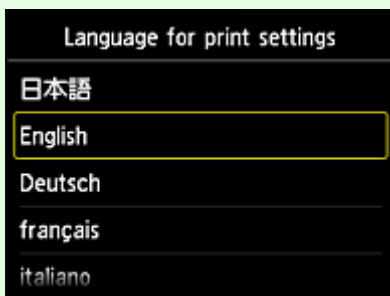 Language for print settings
日本語
English
Deutsch
français
italiano